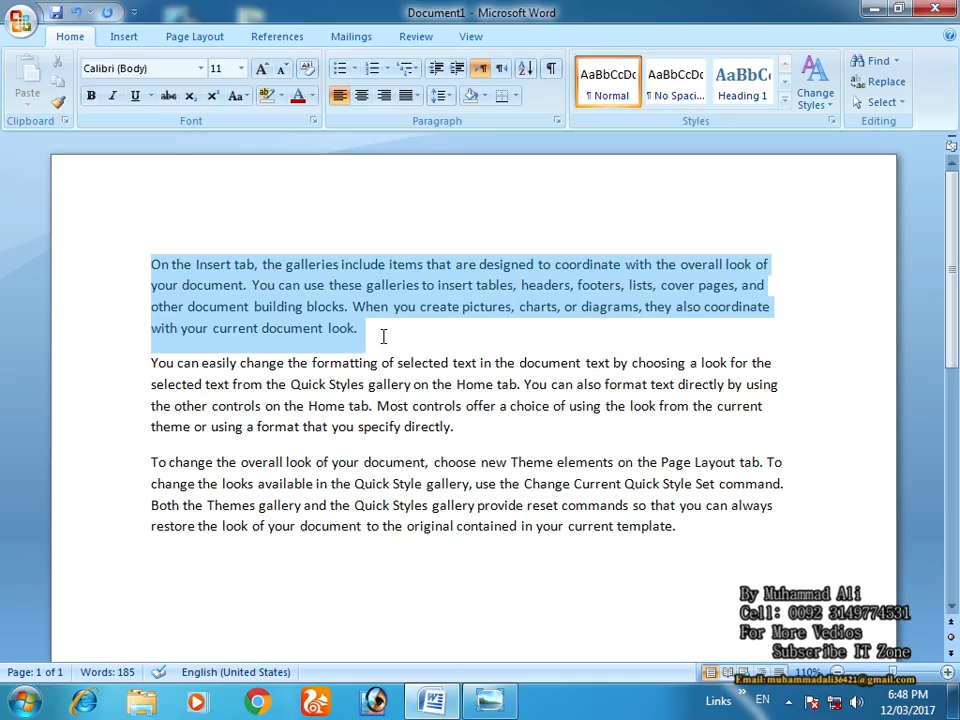 Document1 - Microsoft Word
Home Insert Page Layout References Mailings Review View
Calibri (Body) 11 Find
Paste AaBbCcDc AaBbCcDc AaBbC Replace
B I U abc X₂ X² Aa ¶ Normal ¶ No Spaci... Heading 1 Change Styles Select
Clipboard Font Paragraph Styles Editing
On the Insert tab, the galleries include items that are designed to coordinate with the overall look of
your document. You can use these galleries to insert tables, headers, footers, lists, cover pages, and
other document building blocks. When you create pictures, charts, or diagrams, they also coordinate
with your current document look.
You can easily change the formatting of selected text in the document text by choosing a look for the
selected text from the Quick Styles gallery on the Home tab. You can also format text directly by using
the other controls on the Home tab. Most controls offer a choice of using the look from the current
theme or using a format that you specify directly.
To change the overall look of your document, choose new Theme elements on the Page Layout tab. To
change the looks available in the Quick Style gallery, use the Change Current Quick Style Set command.
Both the Themes gallery and the Quick Styles gallery provide reset commands so that you can always
restore the look of your document to the original contained in your current template.
By Muhammad Ali
Cell: 0092 3149774531
For More Vedios
Subscribe IT Zone
Page: 1 of 1 Words: 185 English (United States) 110%
Email:muhammadali36421@gmail.com
Links EN 6:48 PM
12/03/2017